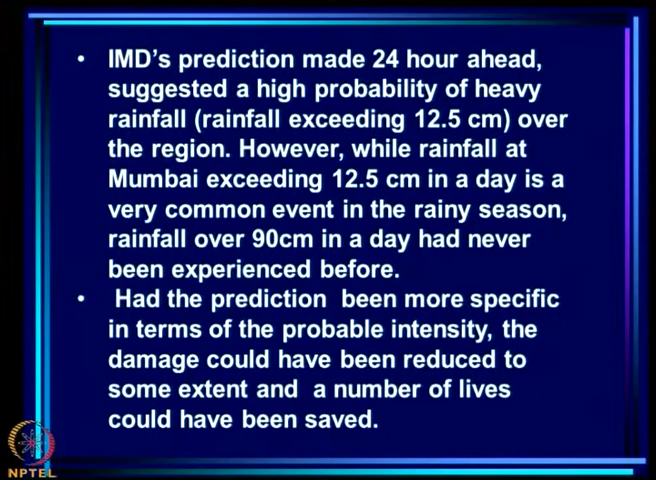 • IMD's prediction made 24 hour ahead,
suggested a high probability of heavy
rainfall (rainfall exceeding 12.5 cm) over
the region. However, while rainfall at
Mumbai exceeding 12.5 cm in a day is a
very common event in the rainy season,
rainfall over 90cm in a day had never
been experienced before.
• Had the prediction been more specific
in terms of the probable intensity, the
damage could have been reduced to
some extent and a number of lives
could have been saved.
NPTEL